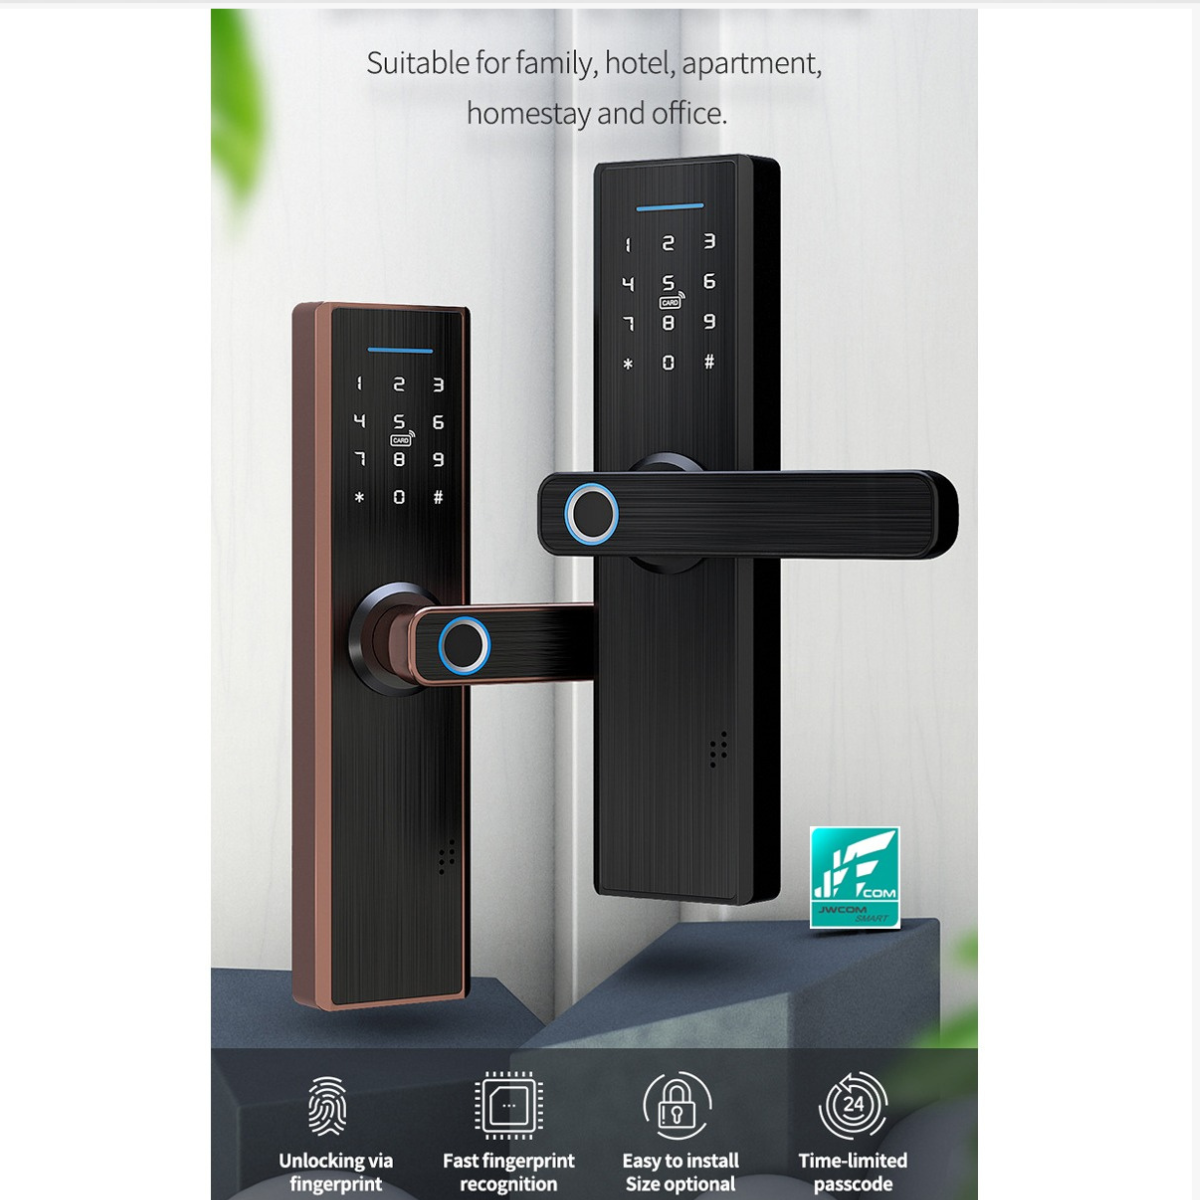 Suitable for family, hotel, apartment,
homestay and office.
1 2 3
4 5 6
CARD
7 8 9
* 0 #
1 2 3
4 5 6
CARD
7 8 9
* 0 #
COM
JWCOM
SMART
24
Unlocking via
fingerprint
Fast fingerprint
recognition
Easy to install
Size optional
Time-limited
passcode